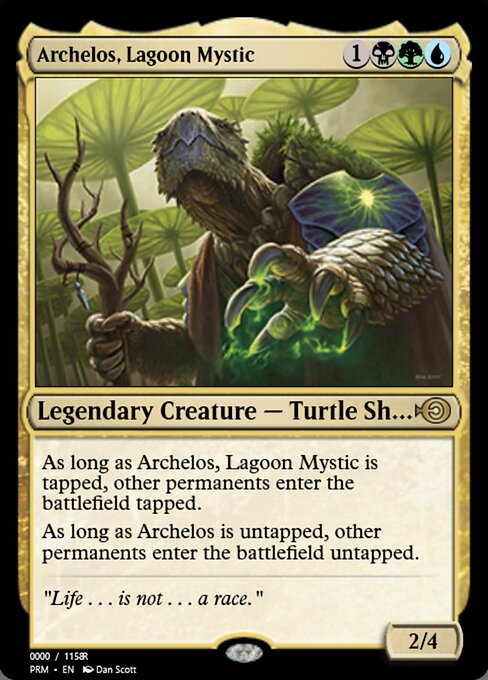 Archelos, Lagoon Mystic
1
Legendary Creature — Turtle Sh...
As long as Archelos, Lagoon Mystic is
tapped, other permanents enter the
battlefield tapped.
As long as Archelos is untapped, other
permanents enter the battlefield untapped.
"Life . . . is not . . . a race."
2/4
0000 / 1158R
PRM • EN Dan Scott